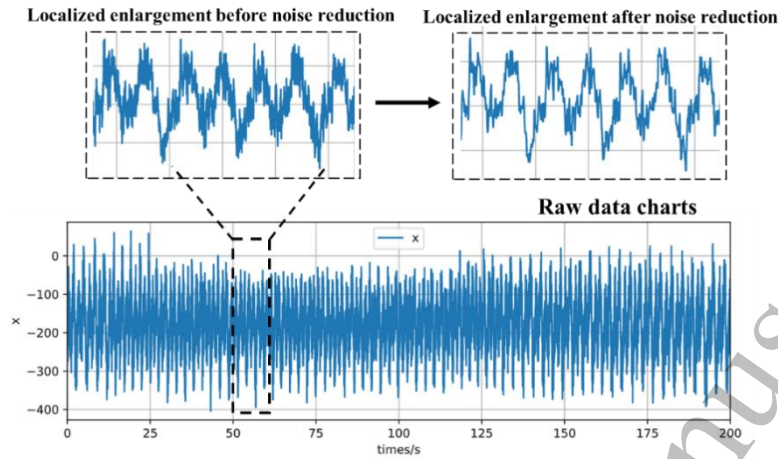 Localized enlargement before noise reduction
Localized enlargement after noise reduction
Raw data charts
x
0
−100
−200
−300
−400
x
0
25
50
75
100
125
150
175
200
times/s